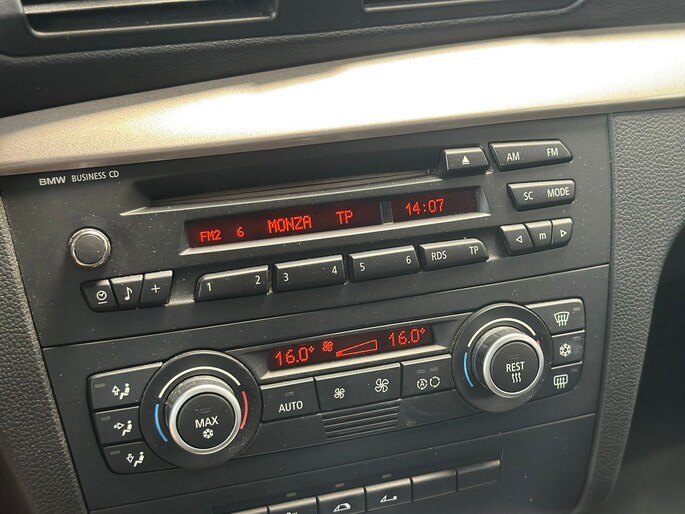 BMW BUSINESS CD
AM FM
SC MODE
FM2 6 MONZA TP 14:07
m
1 2 3 4 5 6 RDS TP
16.0° 16.0°
AUTO
MAX
REST
A